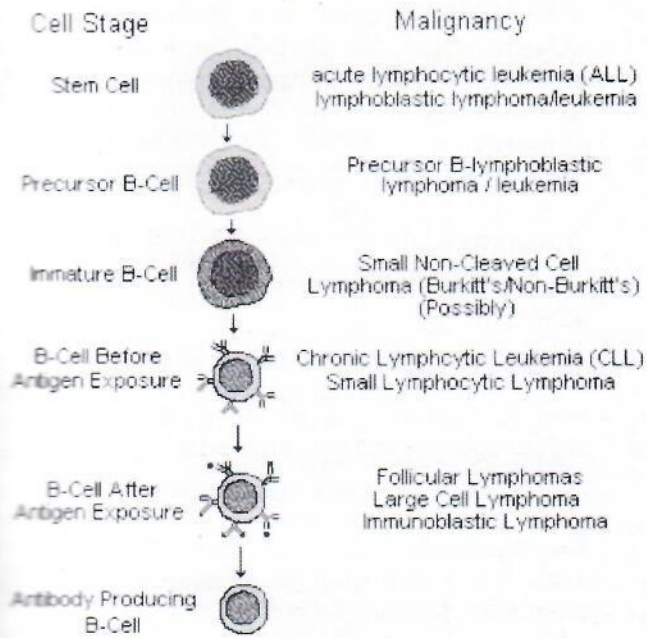 Cell Stage
Malignancy
Stem Cell
acute lymphocytic leukemia (ALL)
lymphoblastic lymphoma/leukemia
Precursor B-Cell
Precursor B-lymphoblastic
lymphoma / leukemia
Immature B-Cell
Small Non-Cleaved Cell
Lymphoma (Burkitt's/Non-Burkitt's)
(Possibly)
B-Cell Before
Antigen Exposure
Chronic Lymphcytic Leukemia (CLL)
Small Lymphocytic Lymphoma
B-Cell After
Antigen Exposure
Follicular Lymphomas
Large Cell Lymphoma
Immunoblastic Lymphoma
Antibody Producing
B-Cell